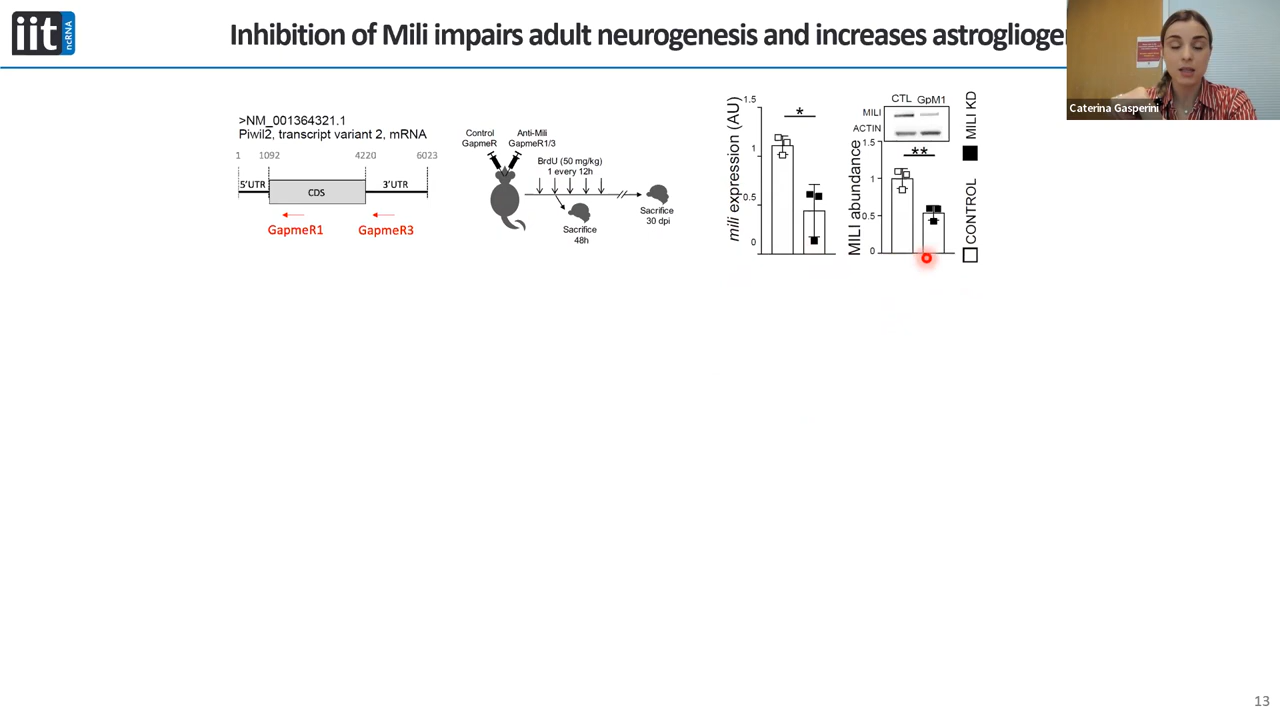 iit
ncRNA
Inhibition of Mili impairs adult neurogenesis and increases astroglioge
Caterina Gasperini
>NM_001364321.1
Piwil2, transcript variant 2, mRNA
1 1092 4220 6023
5'UTR CDS 3'UTR
GapmeR1 GapmeR3
Control
GapmeR
Anti-Mili
GapmeR1/3
BrdU (50 mg/kg)
1 every 12h
Sacrifice
48h
Sacrifice
30 dpi
mili expression (AU)
1.5
1
0.5
0
*
CTL GpM1
MILI
ACTIN
MILI abundance
1.5
1
0.5
0
**
CONTROL
MILI KD
13